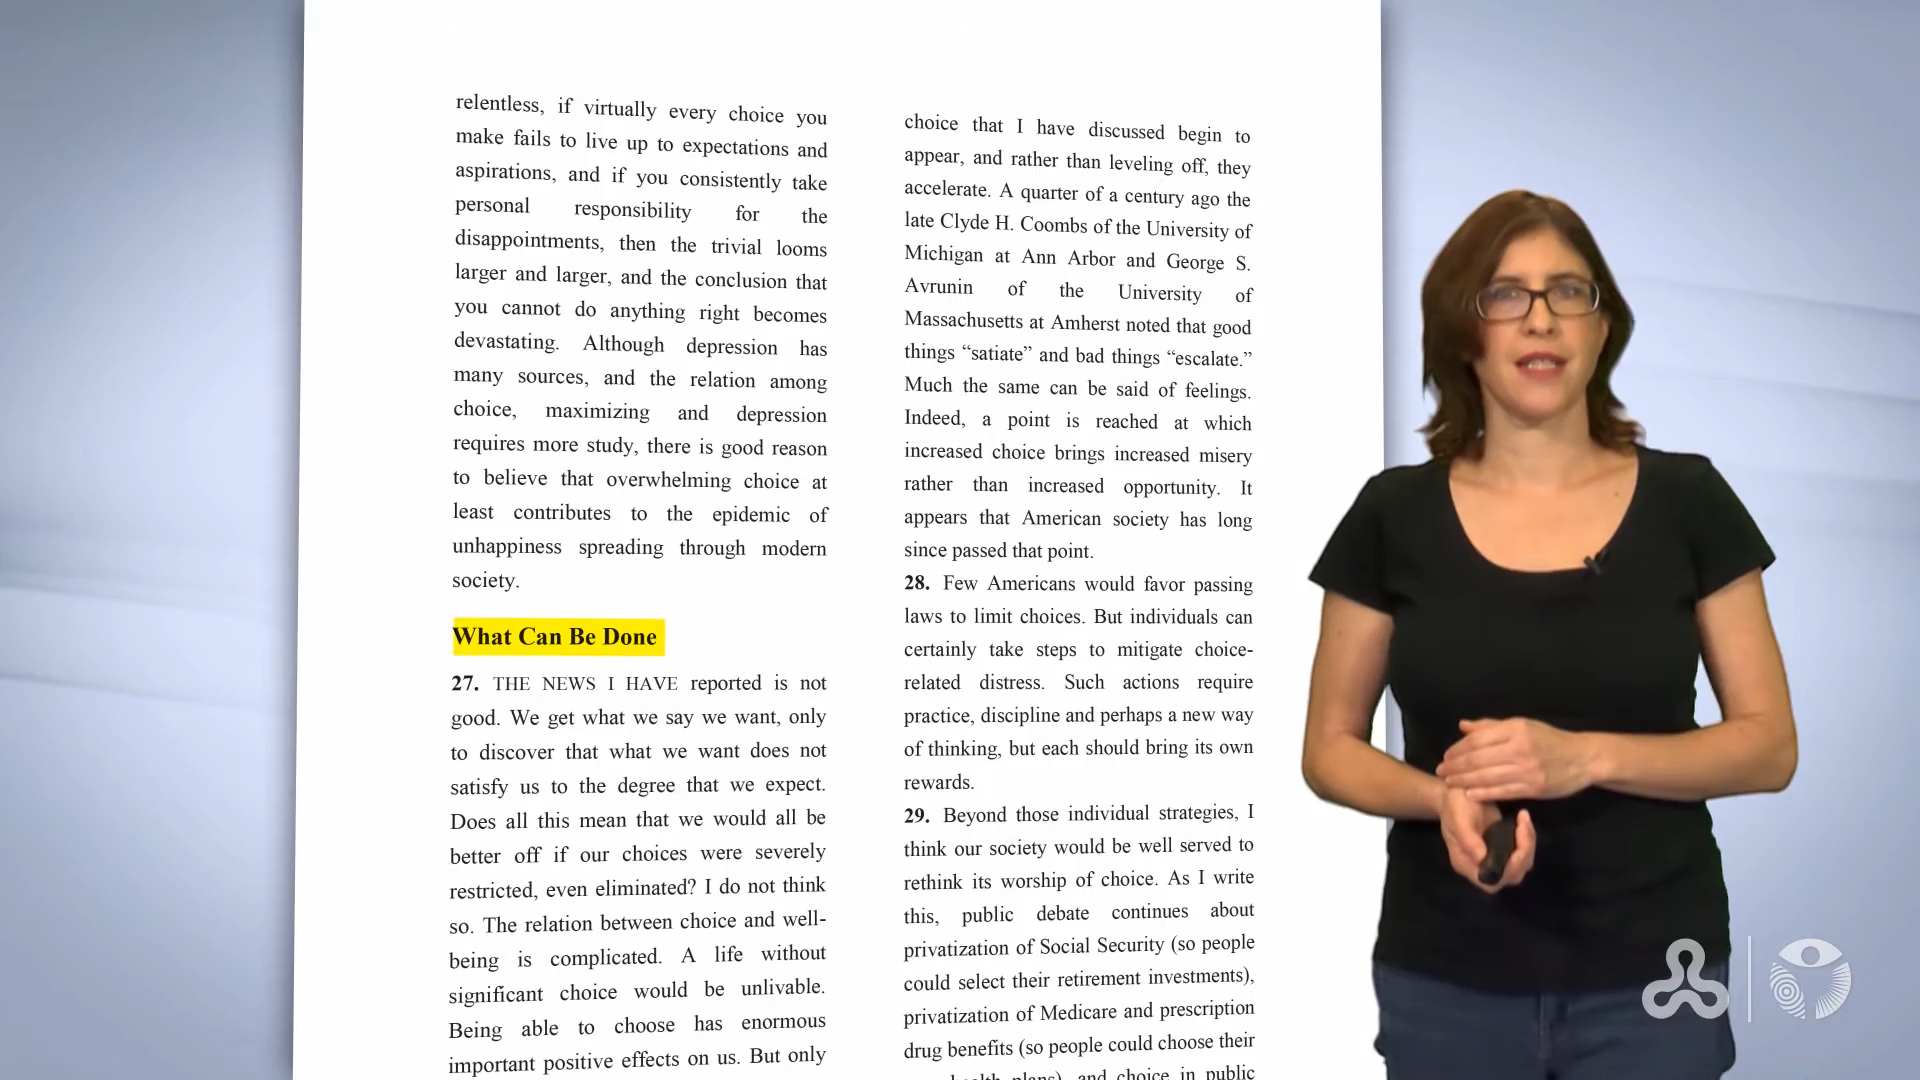 relentless, if virtually every choice you
make fails to live up to expectations and
aspirations, and if you consistently take
personal responsibility for the
disappointments, then the trivial looms
larger and larger, and the conclusion that
you cannot do anything right becomes
devastating. Although depression has
many sources, and the relation among
choice, maximizing and depression
requires more study, there is good reason
to believe that overwhelming choice at
least contributes to the epidemic of
unhappiness spreading through modern
society.
What Can Be Done
27. THE NEWS I HAVE reported is not
good. We get what we say we want, only
to discover that what we want does not
satisfy us to the degree that we expect.
Does all this mean that we would all be
better off if our choices were severely
restricted, even eliminated? I do not think
so. The relation between choice and well-
being is complicated. A life without
significant choice would be unlivable.
Being able to choose has enormous
important positive effects on us. But only
choice that I have discussed begin to
appear, and rather than leveling off, they
accelerate. A quarter of a century ago the
late Clyde H. Coombs of the University of
Michigan at Ann Arbor and George S.
Avrunin of the University of
Massachusetts at Amherst noted that good
things “satiate” and bad things “escalate.”
Much the same can be said of feelings.
Indeed, a point is reached at which
increased choice brings increased misery
rather than increased opportunity. It
appears that American society has long
since passed that point.
28. Few Americans would favor passing
laws to limit choices. But individuals can
certainly take steps to mitigate choice-
related distress. Such actions require
practice, discipline and perhaps a new way
of thinking, but each should bring its own
rewards.
29. Beyond those individual strategies, I
think our society would be well served to
rethink its worship of choice. As I write
this, public debate continues about
privatization of Social Security (so people
could select their retirement investments),
privatization of Medicare and prescription
drug benefits (so people could choose their
health plans), and choice in public